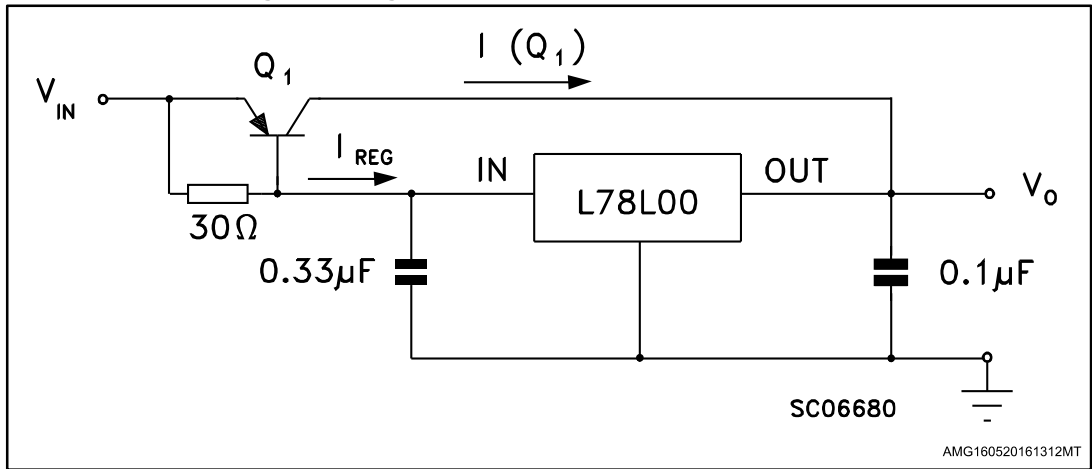 I (Q1)
Q1
VIN
IREG
IN
OUT
L78L00
VO
30Ω
0.33µF
0.1µF
SC06680
AMG160520161312MT